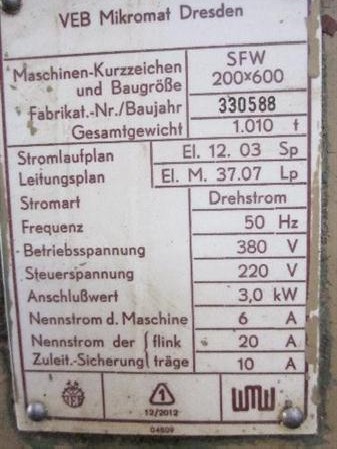 VEB Mikromat Dresden
Maschinen-Kurzzeichen und Baugröße SFW 200×600
Fabrikat.-Nr./Baujahr 330588
Gesamtgewicht 1.010 t
Stromlaufplan El. 12. 03 Sp
Leitungsplan El. M. 37.07 Lp
Stromart Drehstrom
Frequenz 50 Hz
Betriebsspannung 380 V
Steuerspannung 220 V
Anschlußwert 3,0 kW
Nennstrom d. Maschine 6 A
Nennstrom der flink 20 A
Zuleit.-Sicherung träge 10 A
1
WMW
12/2012
04809